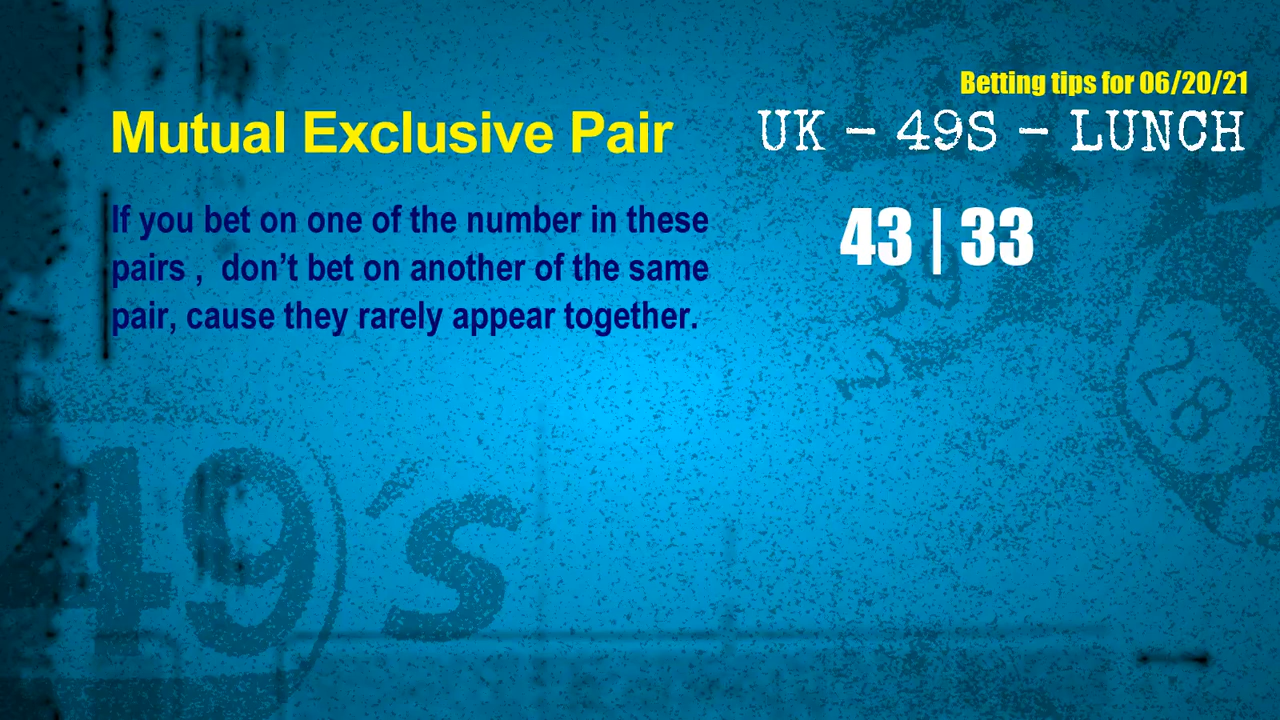 Betting tips for 06/20/21
Mutual Exclusive Pair
UK - 49S - LUNCH
If you bet on one of the number in these
pairs ,  don't bet on another of the same
pair, cause they rarely appear together.
43 | 33
28
49's